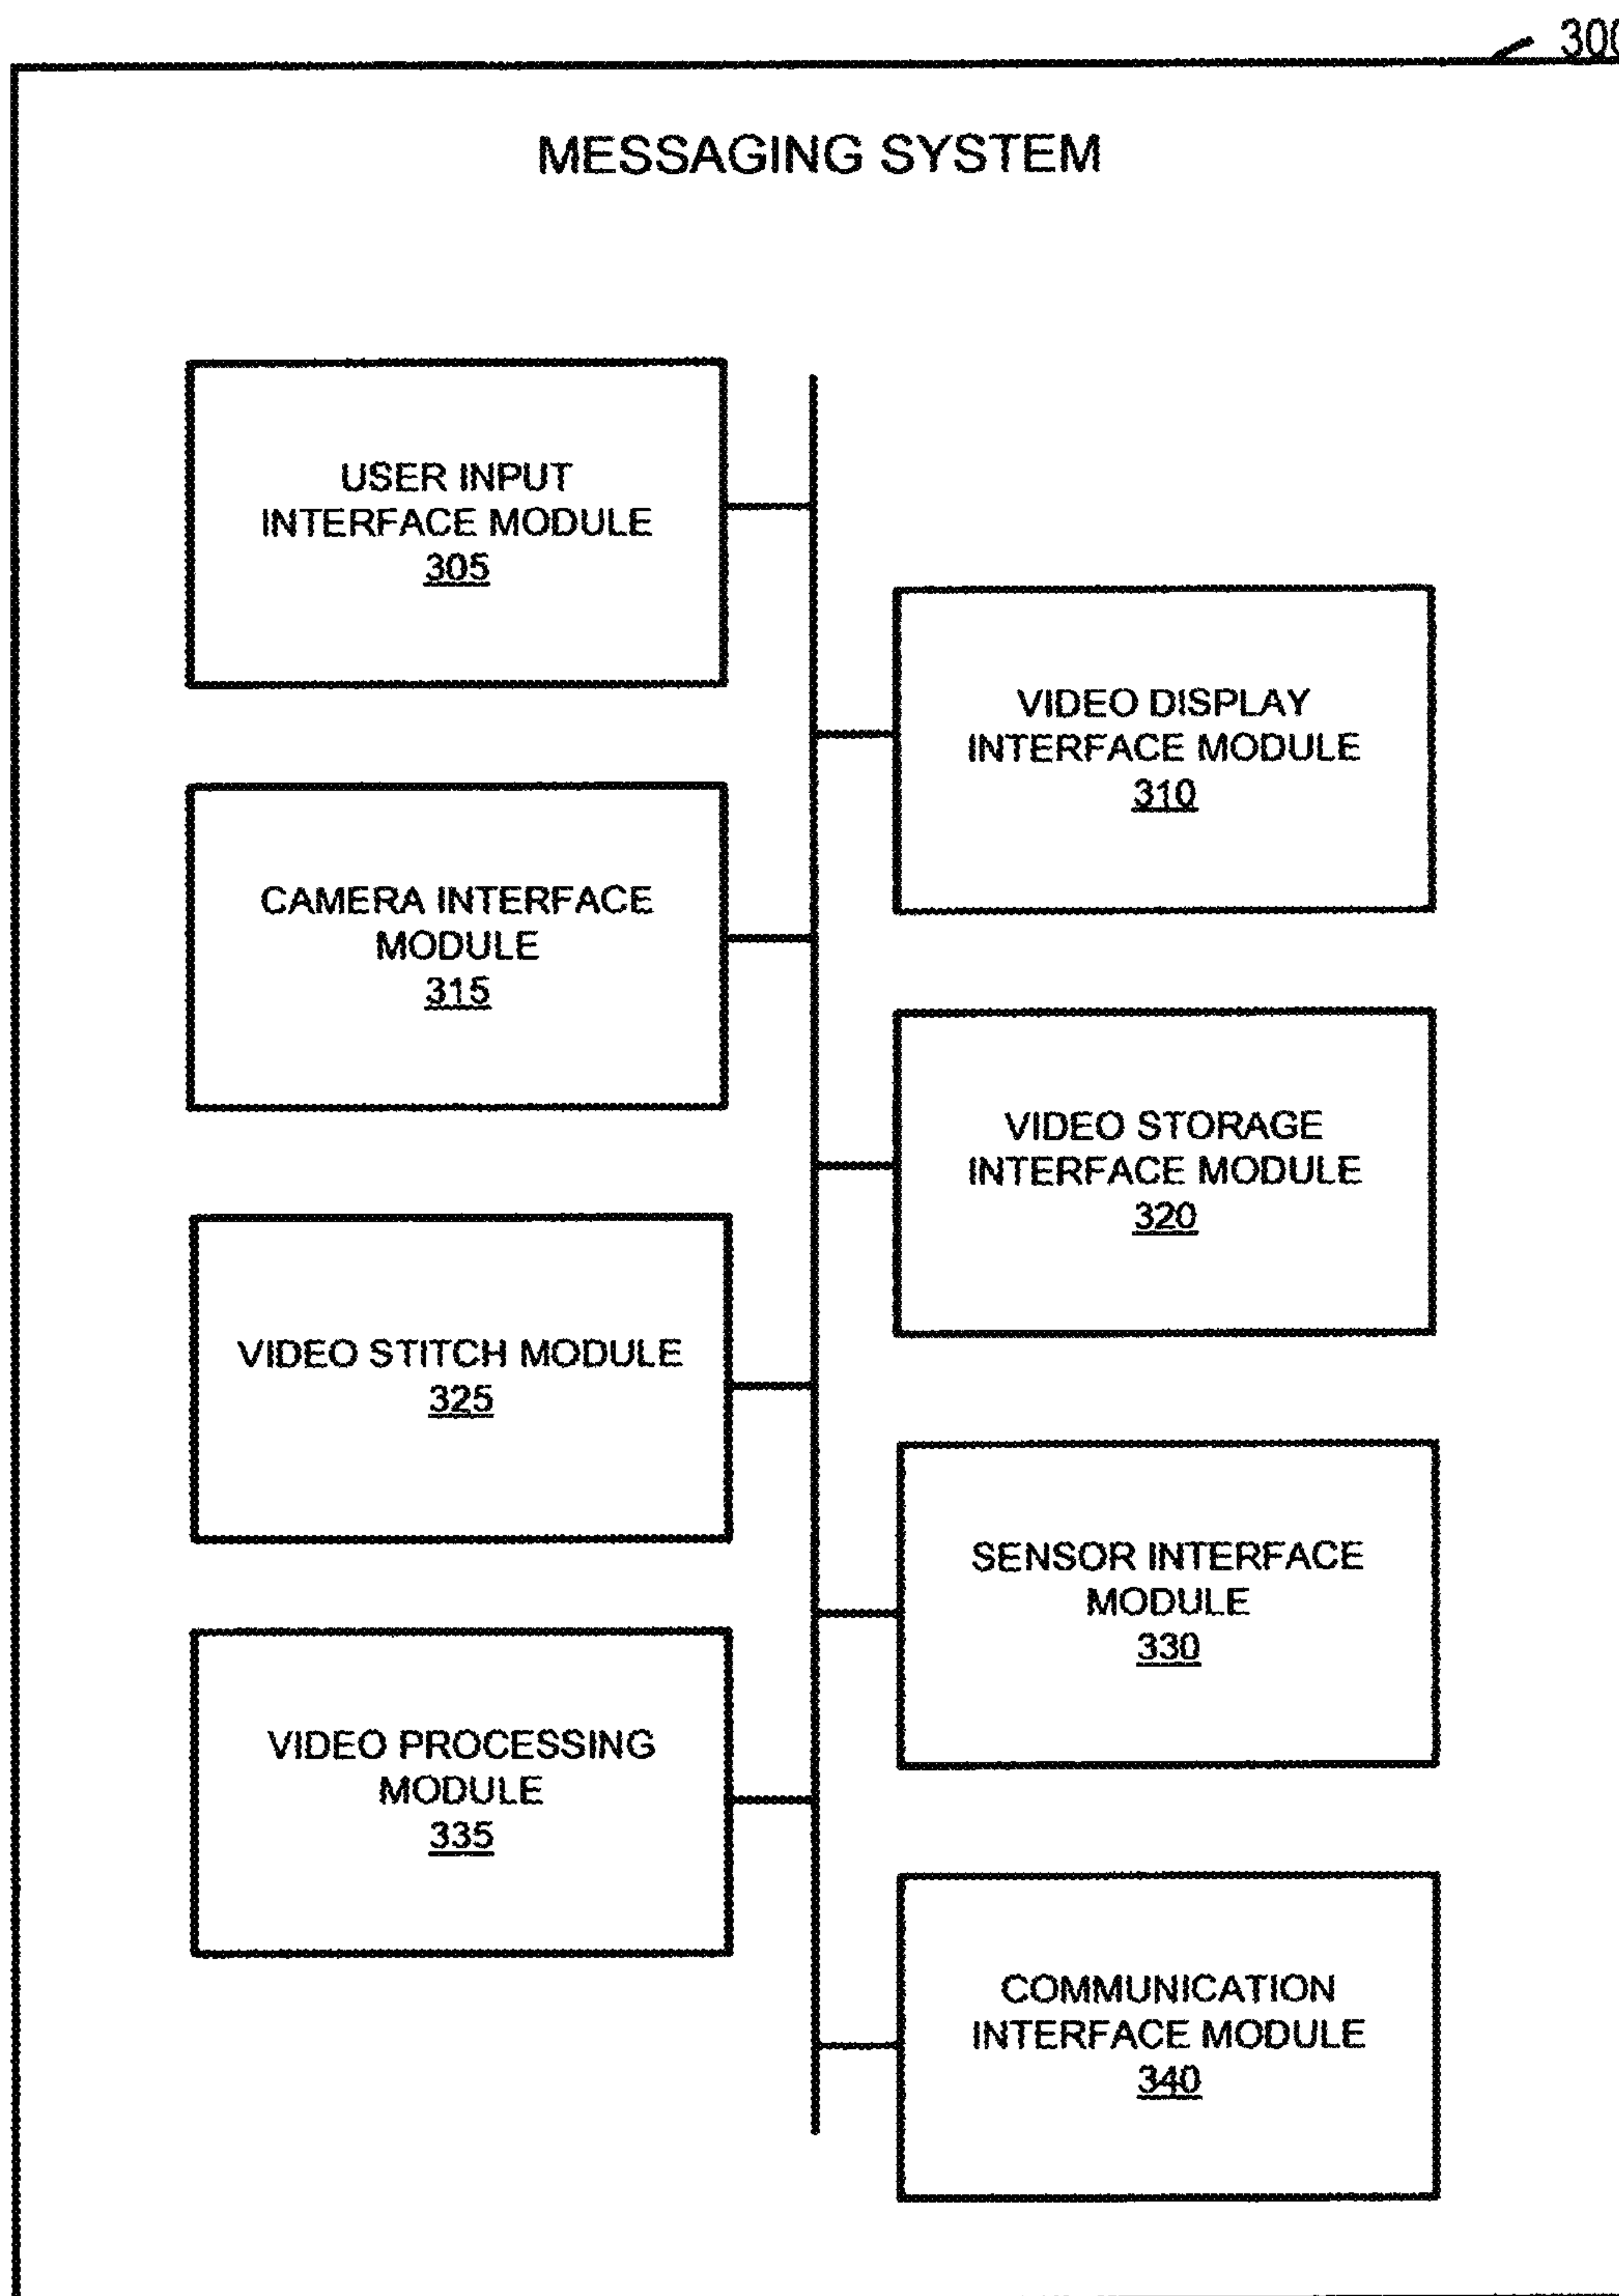 300
MESSAGING SYSTEM
USER INPUT
INTERFACE MODULE
305
VIDEO DISPLAY
INTERFACE MODULE
310
CAMERA INTERFACE
MODULE
315
VIDEO STORAGE
INTERFACE MODULE
320
VIDEO STITCH MODULE
325
SENSOR INTERFACE
MODULE
330
VIDEO PROCESSING
MODULE
335
COMMUNICATION
INTERFACE MODULE
340